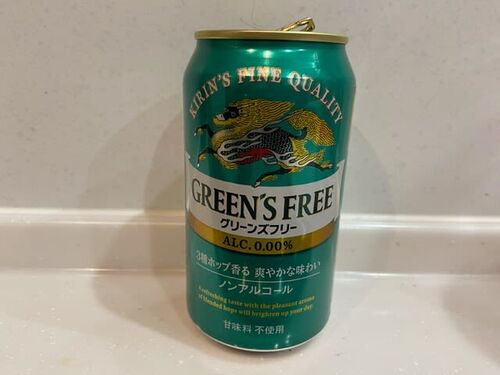 KIRIN'S FINE QUALITY
GREEN'S FREE
グリーンズフリー
ALC.0.00%
3種ホップ香る 爽やかな味わい
ノンアルコール
A refreshing taste with the pleasant aroma
of blended hops will brighten up your day.
甘味料 不使用